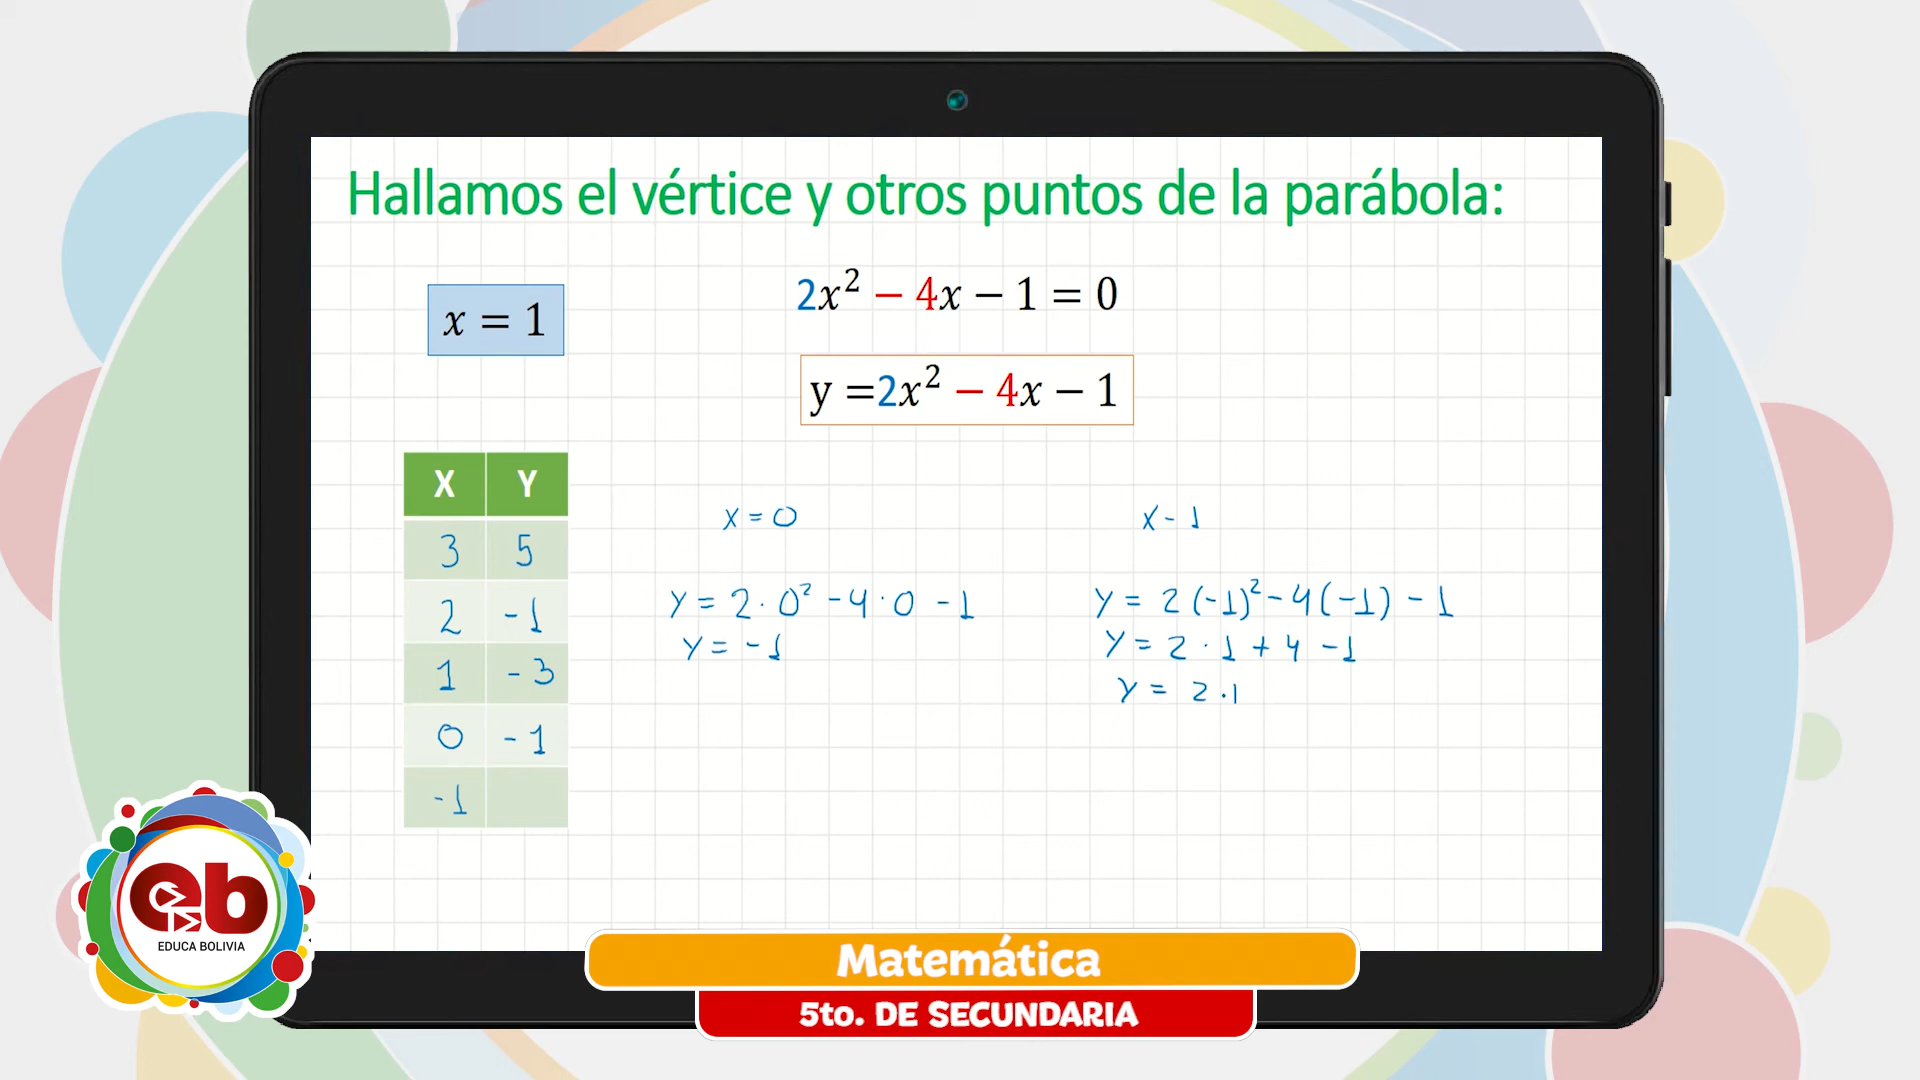 Hallamos el vértice y otros puntos de la parábola:
x = 1
2x² − 4x − 1 = 0
y =2x² − 4x − 1
X Y
3 5
2 -1
1 -3
0 -1
-1
x = 0
y = 2 · 0² - 4 · 0 - 1
y = -1
x - 1
y = 2 (-1)² - 4 (-1) - 1
y = 2 · 1 + 4 - 1
y = 2 · 1
eb
EDUCA BOLIVIA
Matemática
5to. DE SECUNDARIA